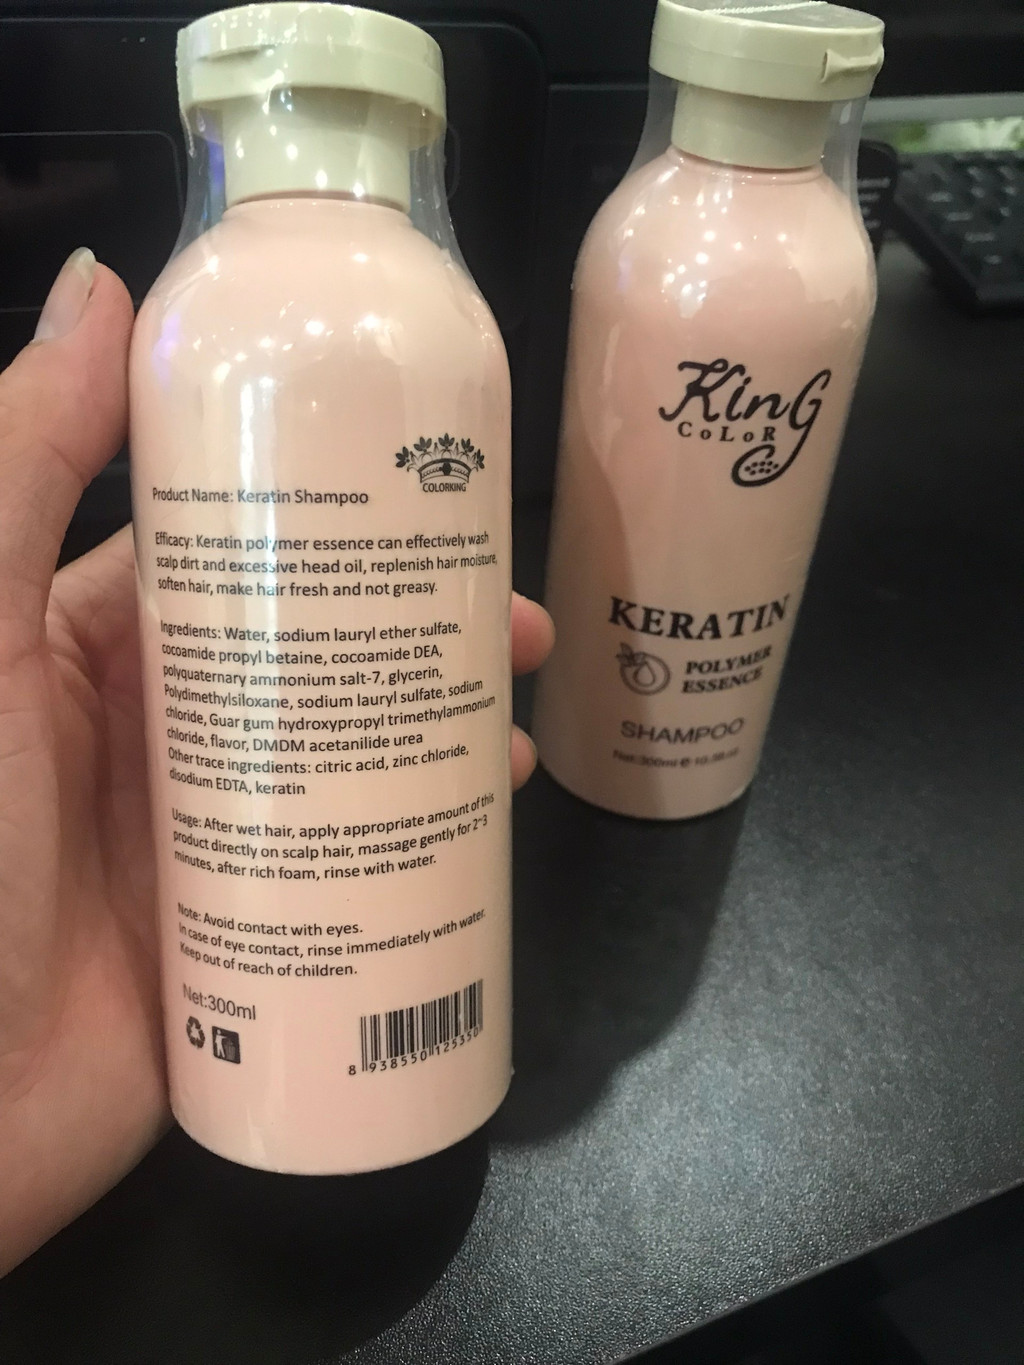 COLORKING
Product Name: Keratin Shampoo
Efficacy: Keratin polymer essence can effectively wash
scalp dirt and excessive head oil, replenish hair moisture,
soften hair, make hair fresh and not greasy.
Ingredients: Water, sodium lauryl ether sulfate,
cocoamide propyl betaine, cocoamide DEA,
polyquaternary ammonium salt-7, glycerin,
Polydimethylsiloxane, sodium lauryl sulfate, sodium
chloride, Guar gum hydroxypropyl trimethylammonium
chloride, flavor, DMDM acetanilide urea
Other trace ingredients: citric acid, zinc chloride,
disodium EDTA, keratin
Usage: After wet hair, apply appropriate amount of this
product directly on scalp hair, massage gently for 2~3
minutes, after rich foam, rinse with water.
Note: Avoid contact with eyes.
In case of eye contact, rinse immediately with water.
Keep out of reach of children.
Net:300ml
8 938550 125350
King
CoLoR
KERATIN
POLYMER
ESSENCE
SHAMPOO
Net:300ml e